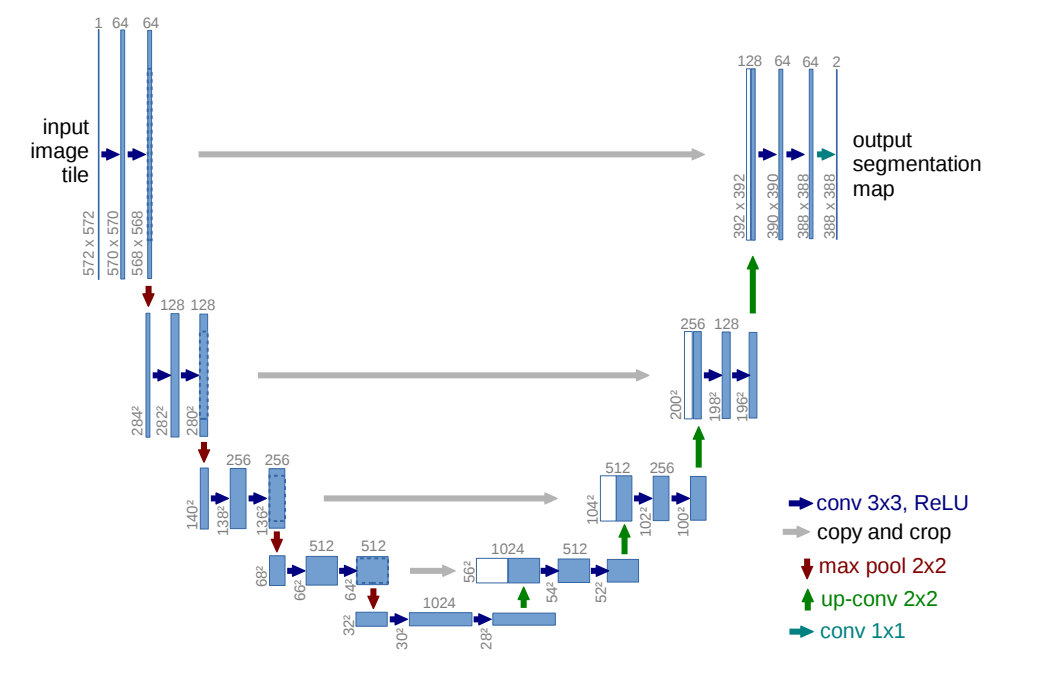 1 64 64
input
image
tile
572 x 572
570 x 570
568 x 568
128 64 64 2
output
segmentation
map
392 x 392
390 x 390
388 x 388
388 x 388
128 128
284²
282²
280²
256 128
200²
198²
196²
256 256
140²
138²
136²
512 256
104²
102²
100²
512 512
68²
66²
64²
1024 512
56²
54²
52²
1024
32²
30²
28²
conv 3x3, ReLU
copy and crop
max pool 2x2
up-conv 2x2
conv 1x1